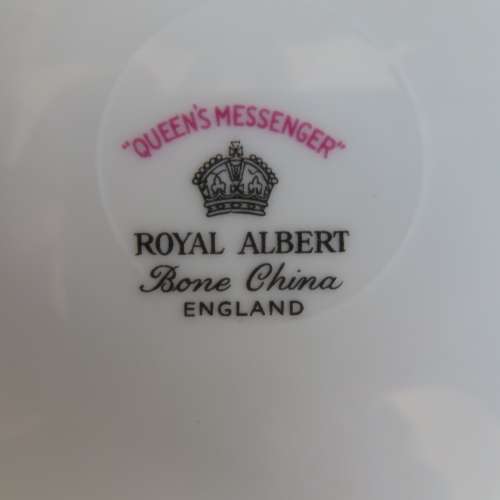 "QUEEN'S MESSENGER"
ROYAL ALBERT
Bone China
ENGLAND